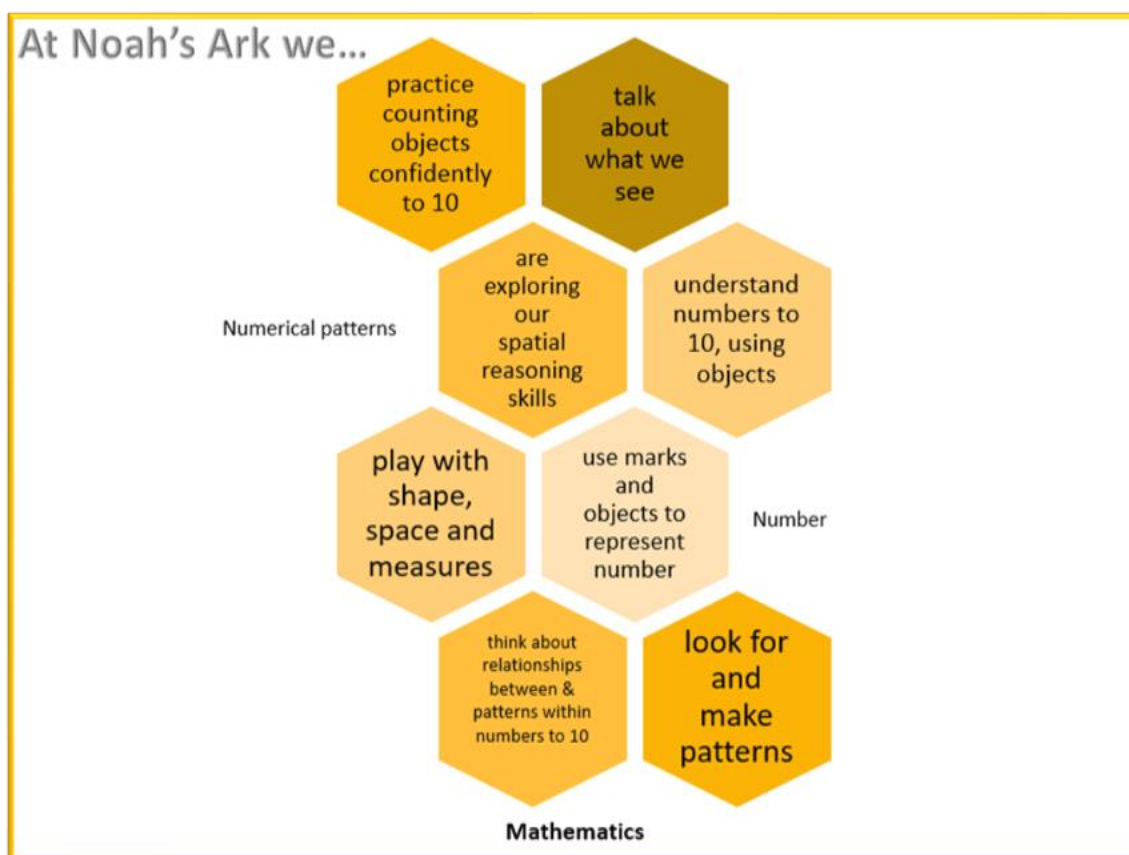 At Noah's Ark we...
practice
counting
objects
confidently
to 10
talk
about
what we
see
are
exploring
our
spatial
reasoning
skills
understand
numbers to
10, using
objects
Numerical patterns
play with
shape,
space and
measures
use marks
and
objects to
represent
number
Number
think about
relationships
between &
patterns within
numbers to 10
look for
and
make
patterns
Mathematics